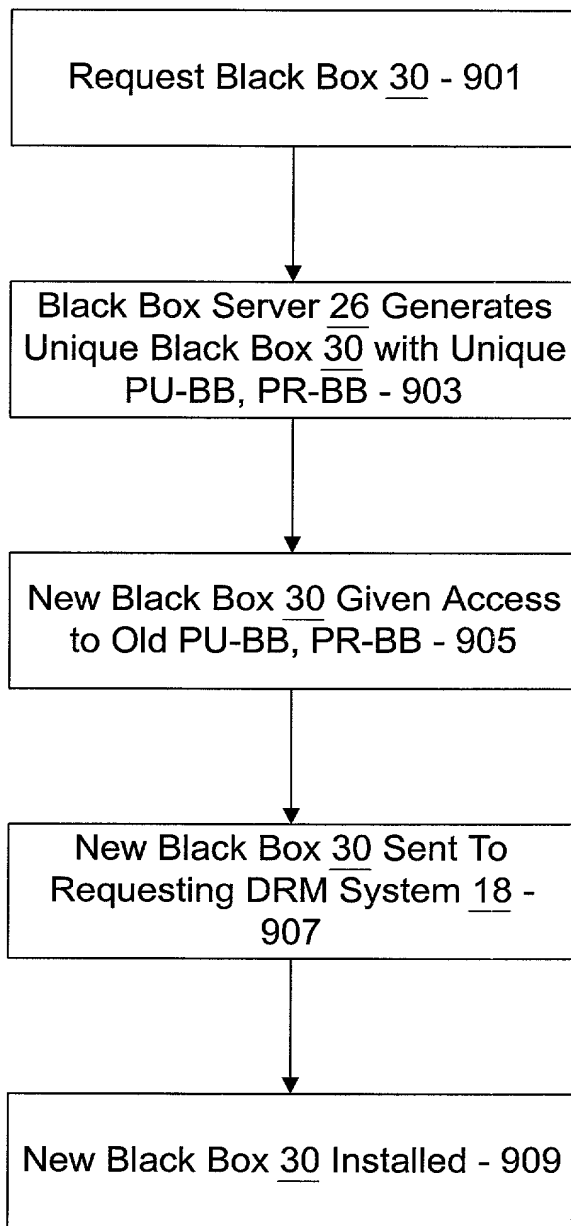 Request Black Box 30 - 901
Black Box Server 26 Generates
Unique Black Box 30 with Unique
PU-BB, PR-BB - 903
New Black Box 30 Given Access
to Old PU-BB, PR-BB - 905
New Black Box 30 Sent To
Requesting DRM System 18 -
907
New Black Box 30 Installed - 909